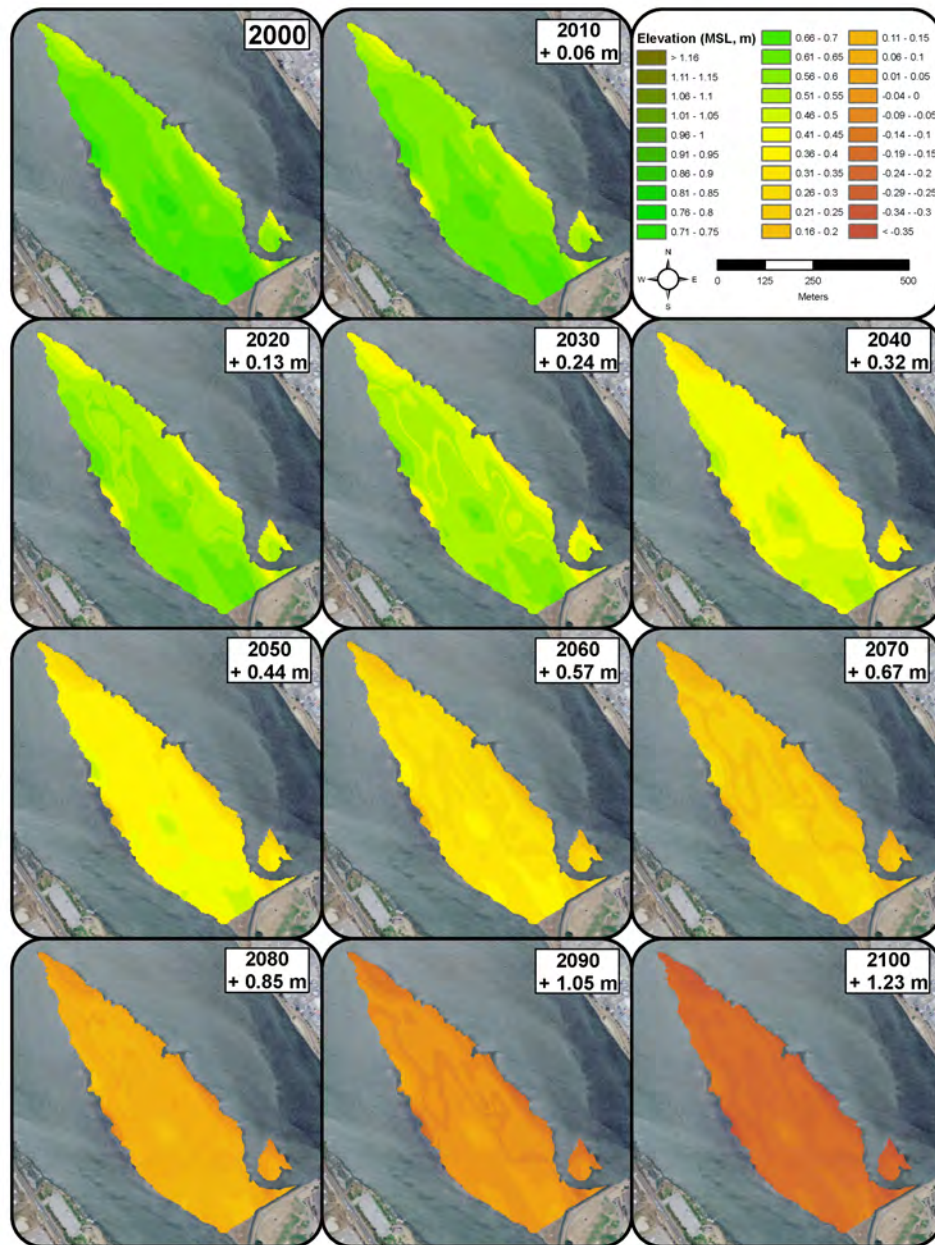 2000
2010
+ 0.06 m
Elevation (MSL, m)
> 1.16
1.11 - 1.15
1.06 - 1.1
1.01 - 1.05
0.96 - 1
0.91 - 0.95
0.86 - 0.9
0.81 - 0.85
0.76 - 0.8
0.71 - 0.75
0.66 - 0.7
0.61 - 0.65
0.56 - 0.6
0.51 - 0.55
0.46 - 0.5
0.41 - 0.45
0.36 - 0.4
0.31 - 0.35
0.26 - 0.3
0.21 - 0.25
0.16 - 0.2
0.11 - 0.15
0.06 - 0.1
0.01 - 0.05
-0.04 - 0
-0.09 - -0.05
-0.14 - -0.1
-0.19 - -0.15
-0.24 - -0.2
-0.29 - -0.25
-0.34 - -0.3
< -0.35
N
W E
S
0 125 250 500
Meters
2020
+ 0.13 m
2030
+ 0.24 m
2040
+ 0.32 m
2050
+ 0.44 m
2060
+ 0.57 m
2070
+ 0.67 m
2080
+ 0.85 m
2090
+ 1.05 m
2100
+ 1.23 m